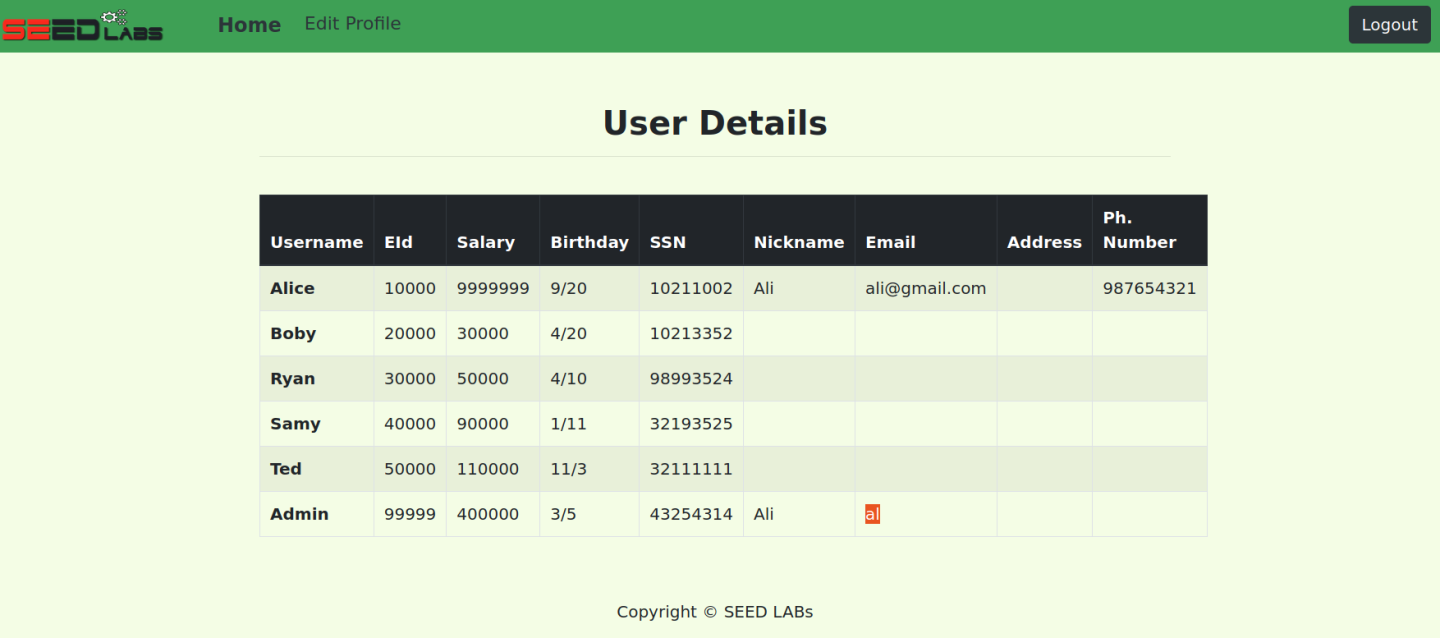 SEED LABS Home Edit Profile Logout
User Details
Username EId Salary Birthday SSN Nickname Email Address Ph. Number
Alice 10000 9999999 9/20 10211002 Ali ali@gmail.com 987654321
Boby 20000 30000 4/20 10213352
Ryan 30000 50000 4/10 98993524
Samy 40000 90000 1/11 32193525
Ted 50000 110000 11/3 32111111
Admin 99999 400000 3/5 43254314 Ali al
Copyright © SEED LABs